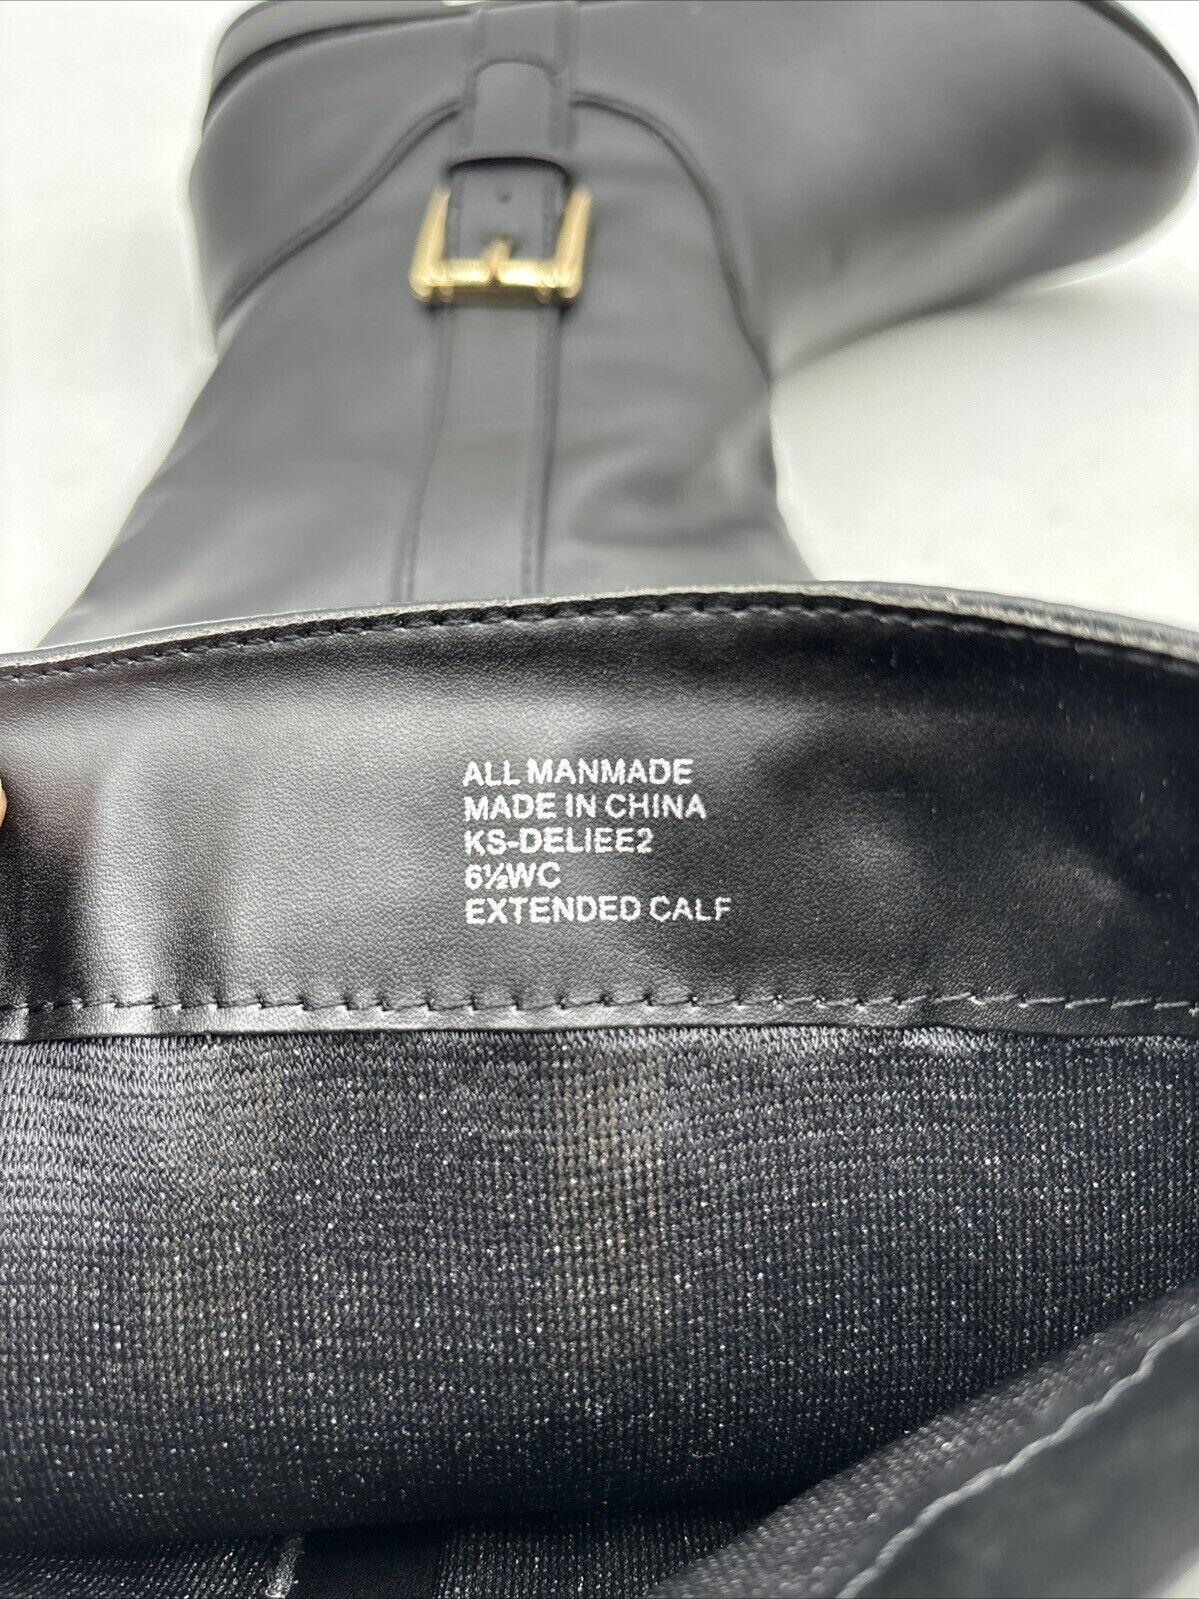 ALL MANMADE
MADE IN CHINA
KS-DELIEE2
6½WC
EXTENDED CALF